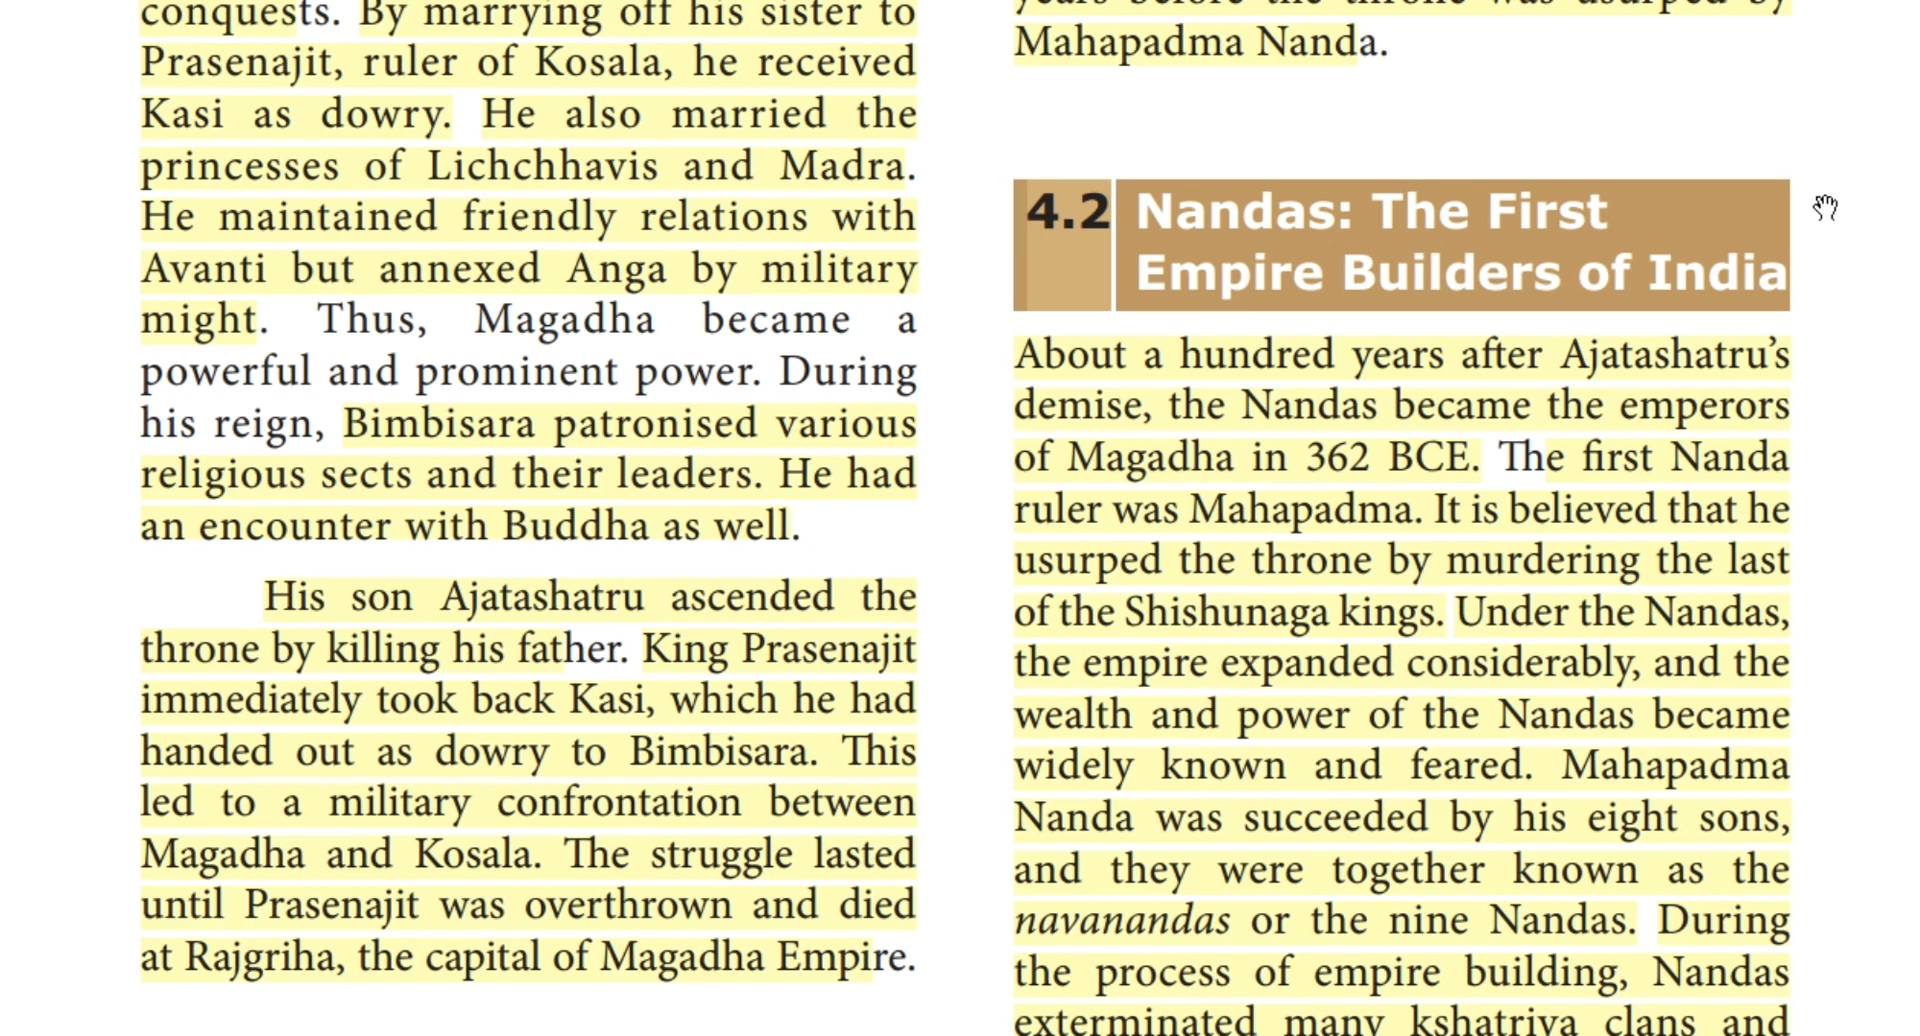 conquests. By marrying off his sister to
Prasenajit, ruler of Kosala, he received
Kasi as dowry. He also married the
princesses of Lichchhavis and Madra.
He maintained friendly relations with
Avanti but annexed Anga by military
might. Thus, Magadha became a
powerful and prominent power. During
his reign, Bimbisara patronised various
religious sects and their leaders. He had
an encounter with Buddha as well.
His son Ajatashatru ascended the
throne by killing his father. King Prasenajit
immediately took back Kasi, which he had
handed out as dowry to Bimbisara. This
led to a military confrontation between
Magadha and Kosala. The struggle lasted
until Prasenajit was overthrown and died
at Rajgriha, the capital of Magadha Empire.
years before the throne was usurped by
Mahapadma Nanda.
4.2 Nandas: The First
Empire Builders of India
About a hundred years after Ajatashatru’s
demise, the Nandas became the emperors
of Magadha in 362 BCE. The first Nanda
ruler was Mahapadma. It is believed that he
usurped the throne by murdering the last
of the Shishunaga kings. Under the Nandas,
the empire expanded considerably, and the
wealth and power of the Nandas became
widely known and feared. Mahapadma
Nanda was succeeded by his eight sons,
and they were together known as the
navanandas or the nine Nandas. During
the process of empire building, Nandas
exterminated many kshatriya clans and